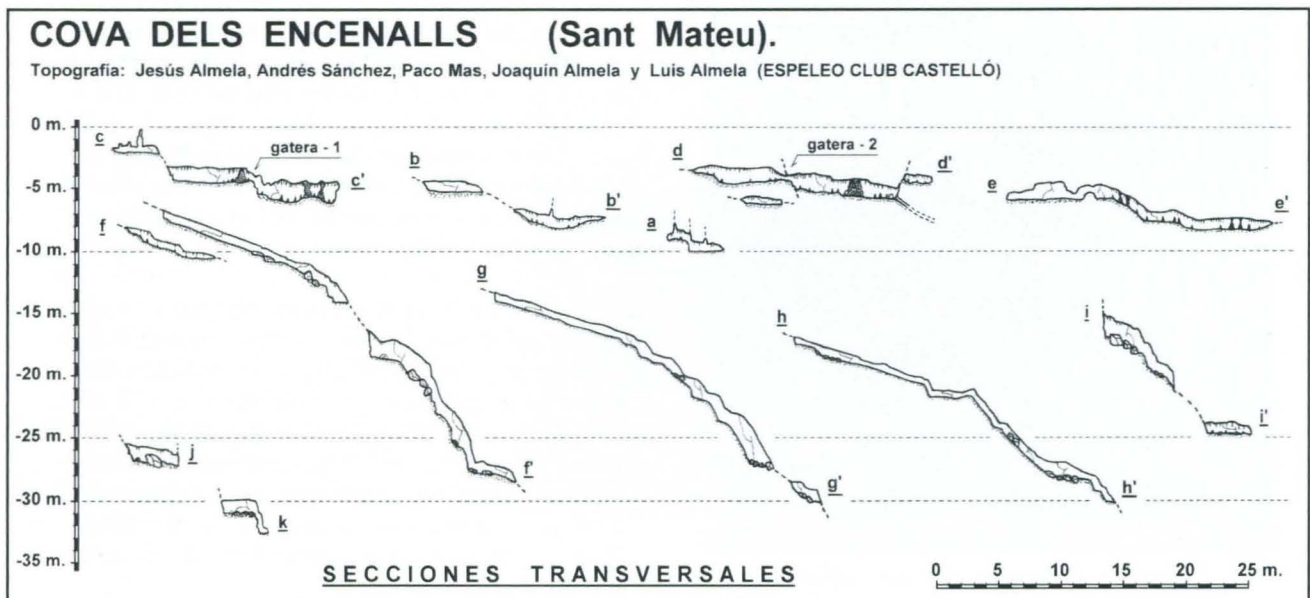 COVA DELS ENCENALLS (Sant Mateu).
Topografía: Jesús Almela, Andrés Sánchez, Paco Mas, Joaquín Almela y Luis Almela (ESPELEO CLUB CASTELLÓ)
0 m.
c
gatera - 1
c'
b
b'
d
gatera - 2
d'
a
e
e'
-5 m.
f
-10 m.
g
h
i
-15 m.
-20 m.
-25 m.
j
f'
g'
h'
i'
-30 m.
k
-35 m.
SECCIONES TRANSVERSALES
0 5 10 15 20 25 m.